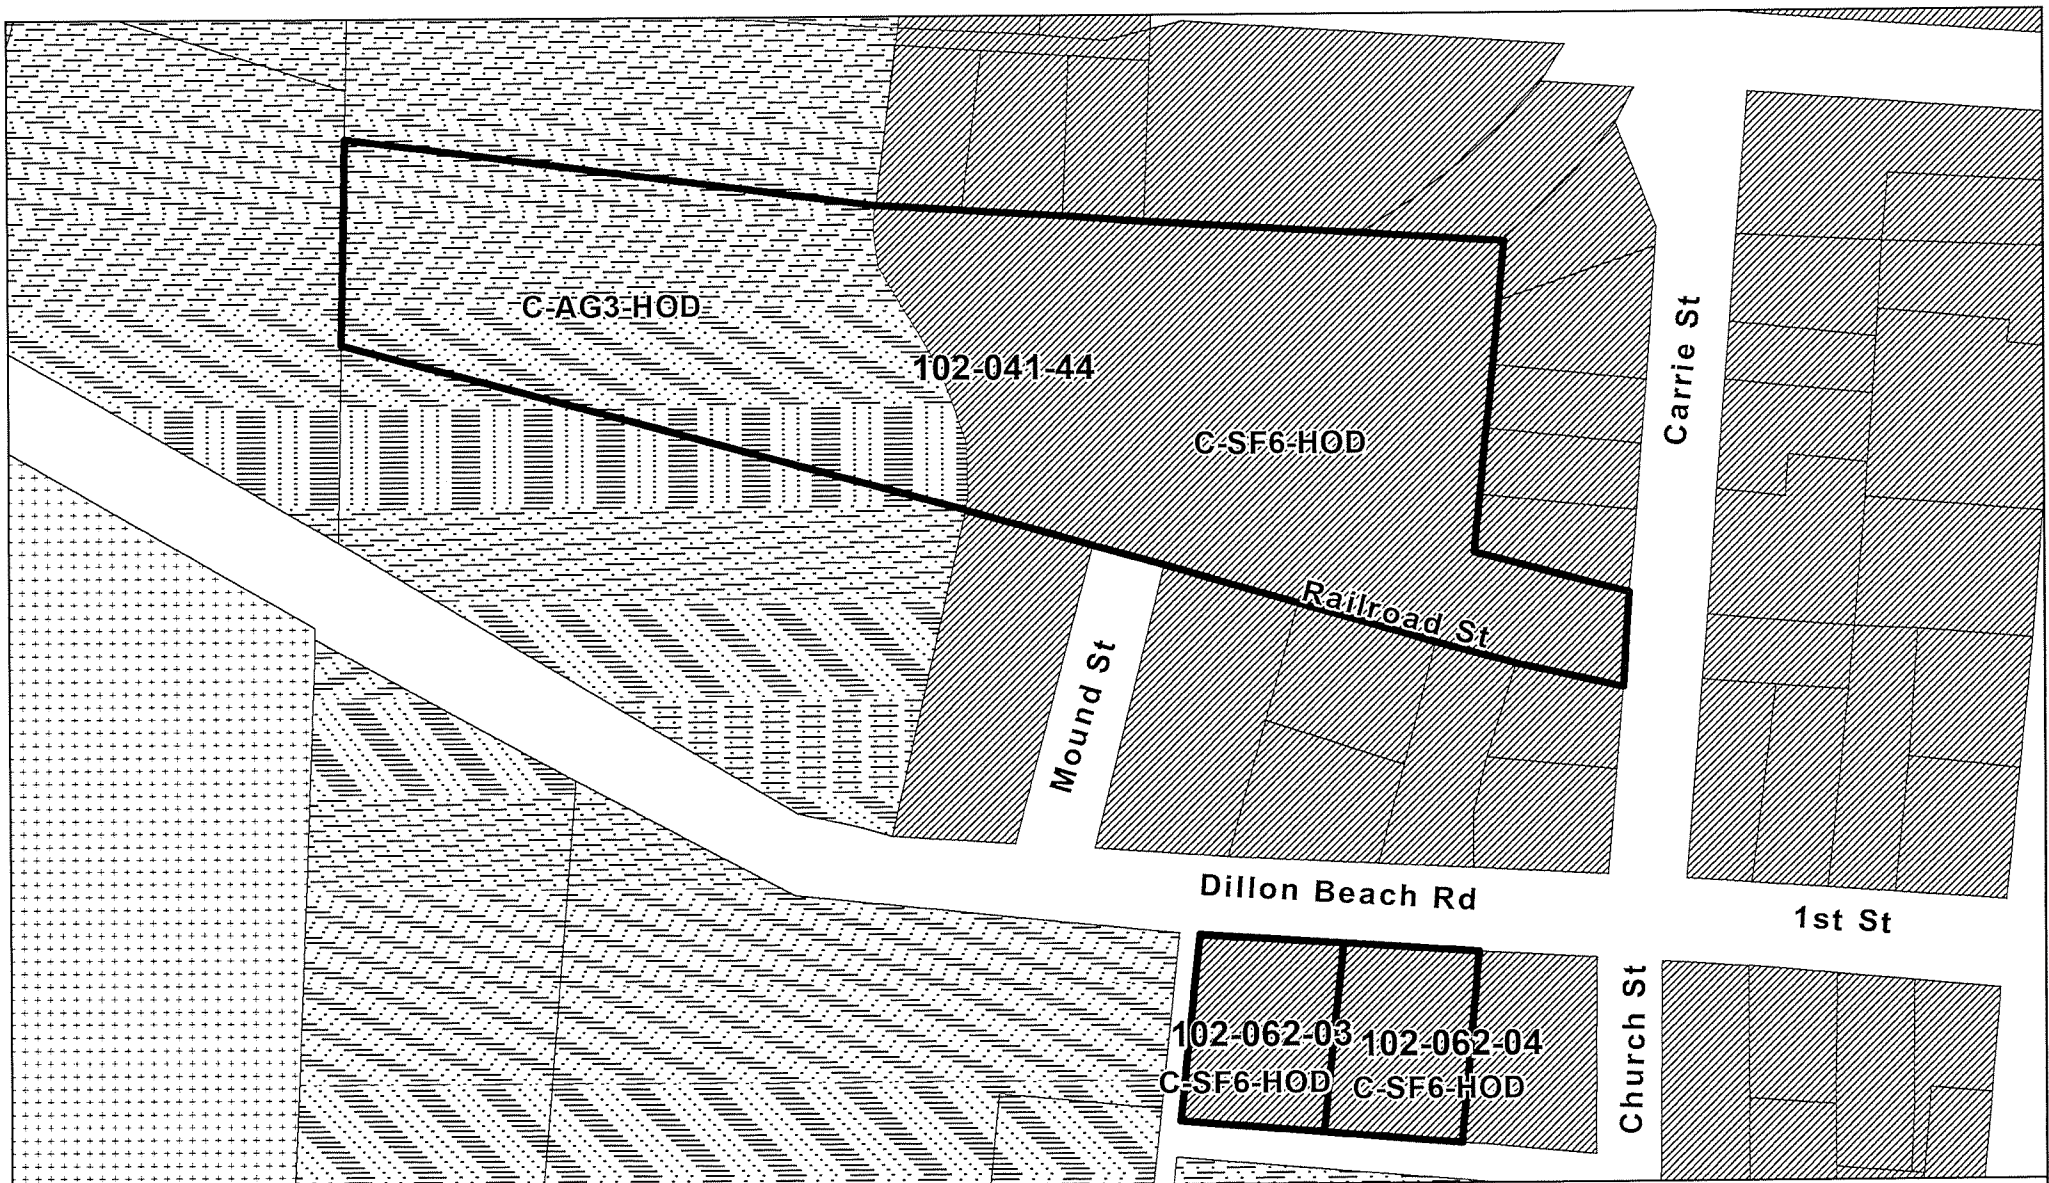 C-AG3-HOD
102-041-44
C-SF6-HOD
Carrie St
Railroad St
Mound St
Dillon Beach Rd
1st St
102-062-03
102-062-04
C-SF6-HOD
C-SF6-HOD
Church St